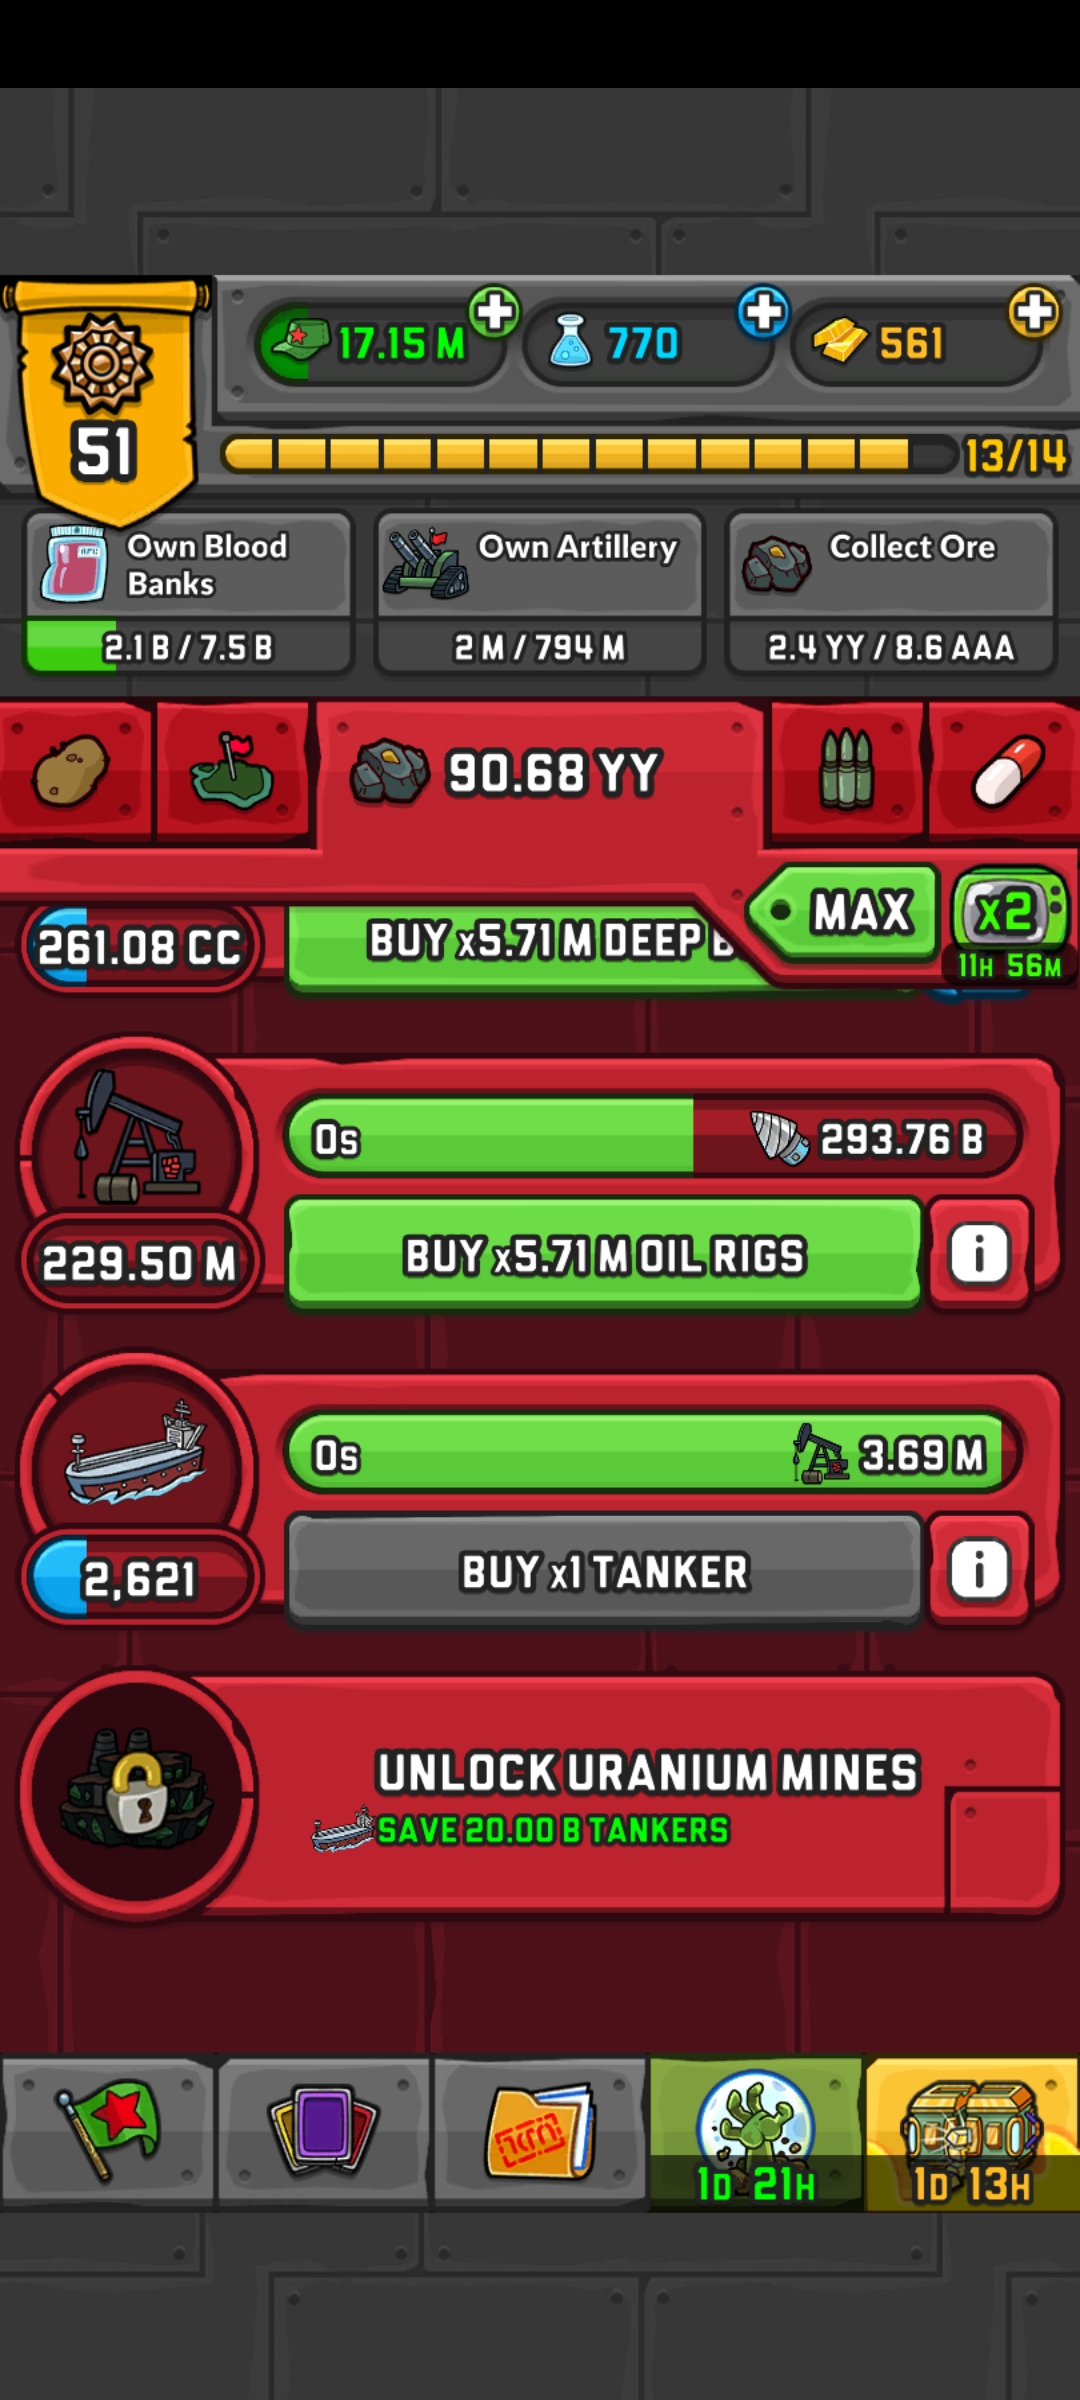 17.15 M
770
561
51
13/14
Own Blood
Banks
2.1 B / 7.5 B
Own Artillery
2 M / 794 M
Collect Ore
2.4 YY / 8.6 AAA
90.68 YY
MAX
x2
11H 56M
261.08 CC
BUY x5.71 M DEEP
0s
293.76 B
229.50 M
BUY x5.71 M OIL RIGS
i
0s
3.69 M
2,621
BUY x1 TANKER
i
UNLOCK URANIUM MINES
SAVE 20.00 B TANKERS
1D 21H
1D 13H